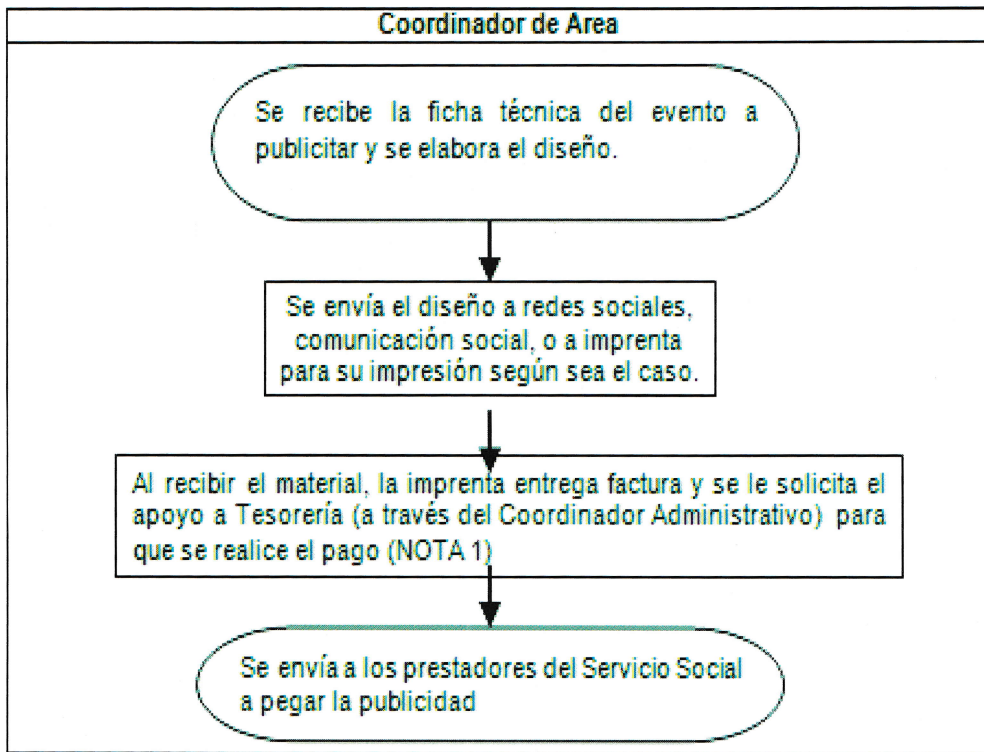 Coordinador de Area
Se recibe la ficha técnica del evento a
publicitar y se elabora el diseño.
Se envía el diseño a redes sociales,
comunicación social, o a imprenta
para su impresión según sea el caso.
Al recibir el material, la imprenta entrega factura y se le solicita el
apoyo a Tesorería (a través del Coordinador Administrativo) para
que se realice el pago (NOTA 1)
Se envía a los prestadores del Servicio Social
a pegar la publicidad